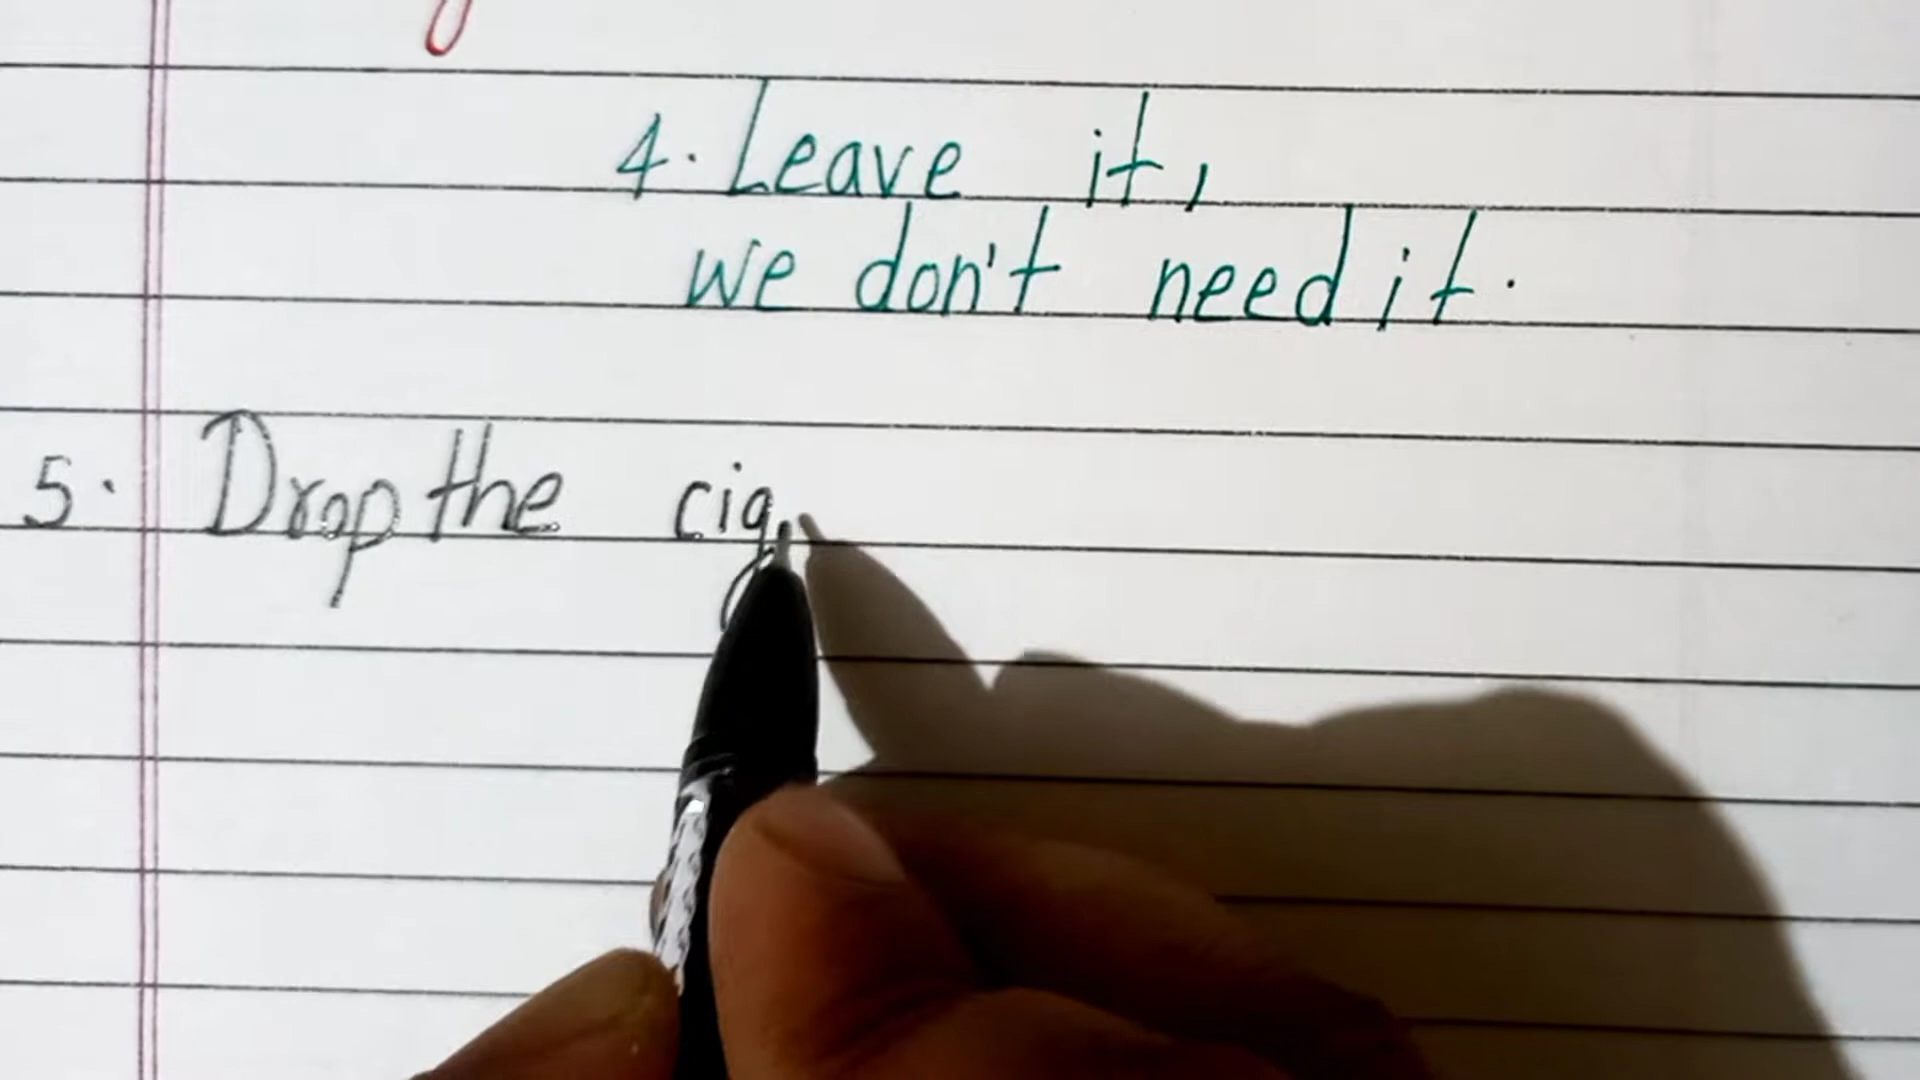 4. Leave it,
we don't need it.
5. Drop the cig